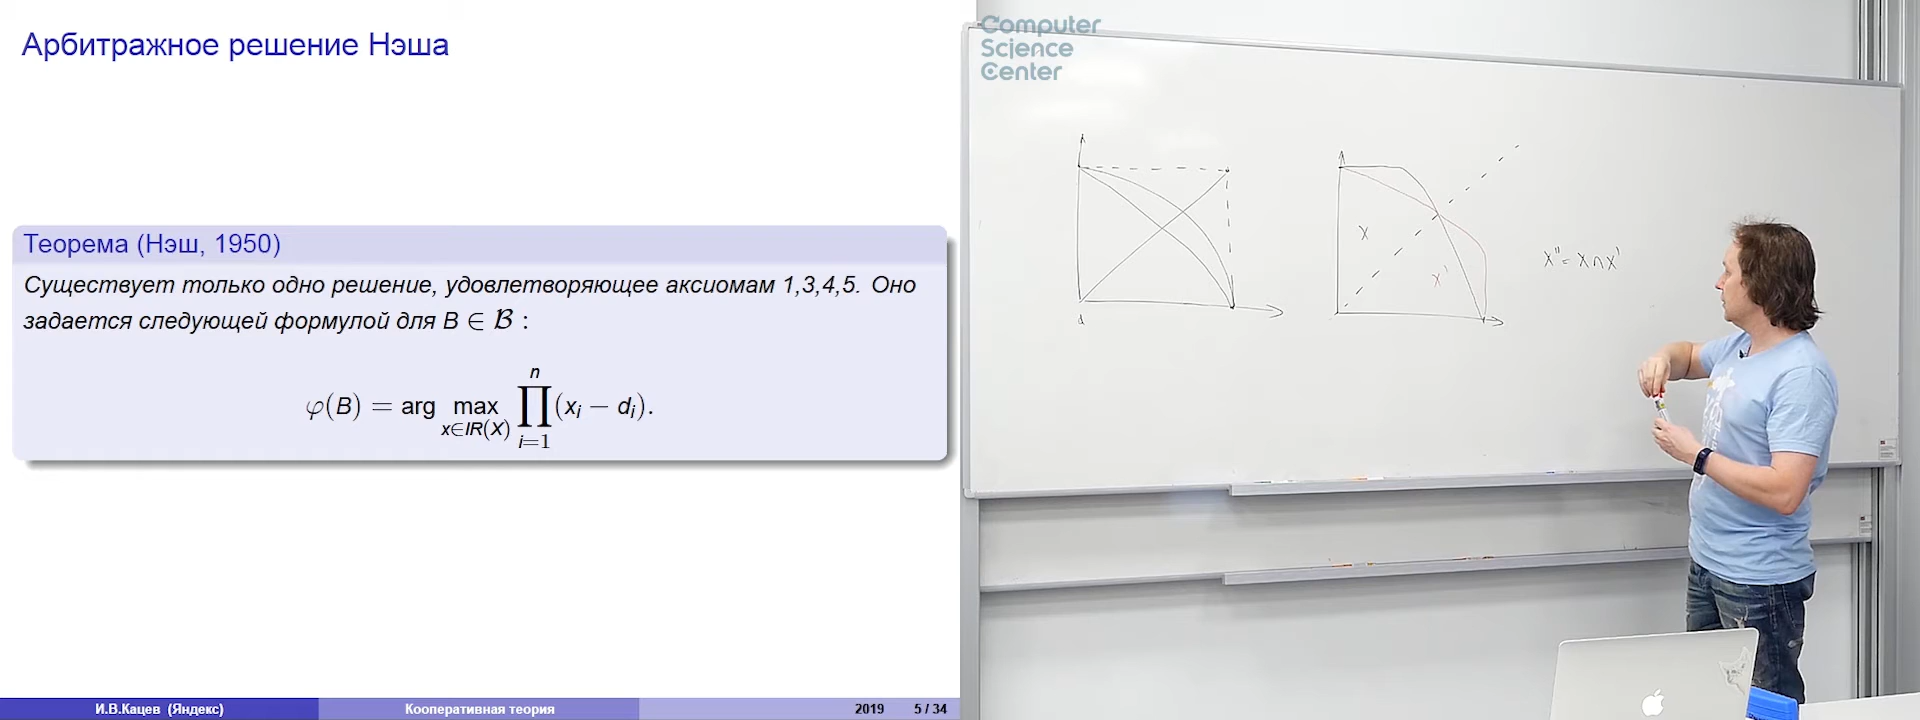 Арбитражное решение Нэша
Теорема (Нэш, 1950)
Существует только одно решение, удовлетворяющее аксиомам 1,3,4,5. Оно
задается следующей формулой для B ∈ ℬ :
φ(B) = arg max_{x∈IR(X)} ∏_{i=1}^{n} (x_i − d_i).
И.В.Кацев (Яндекс)
Кооперативная теория
2019
5 / 34
Computer
Science
Center
d
X
X'
X'' = X ∩ X'